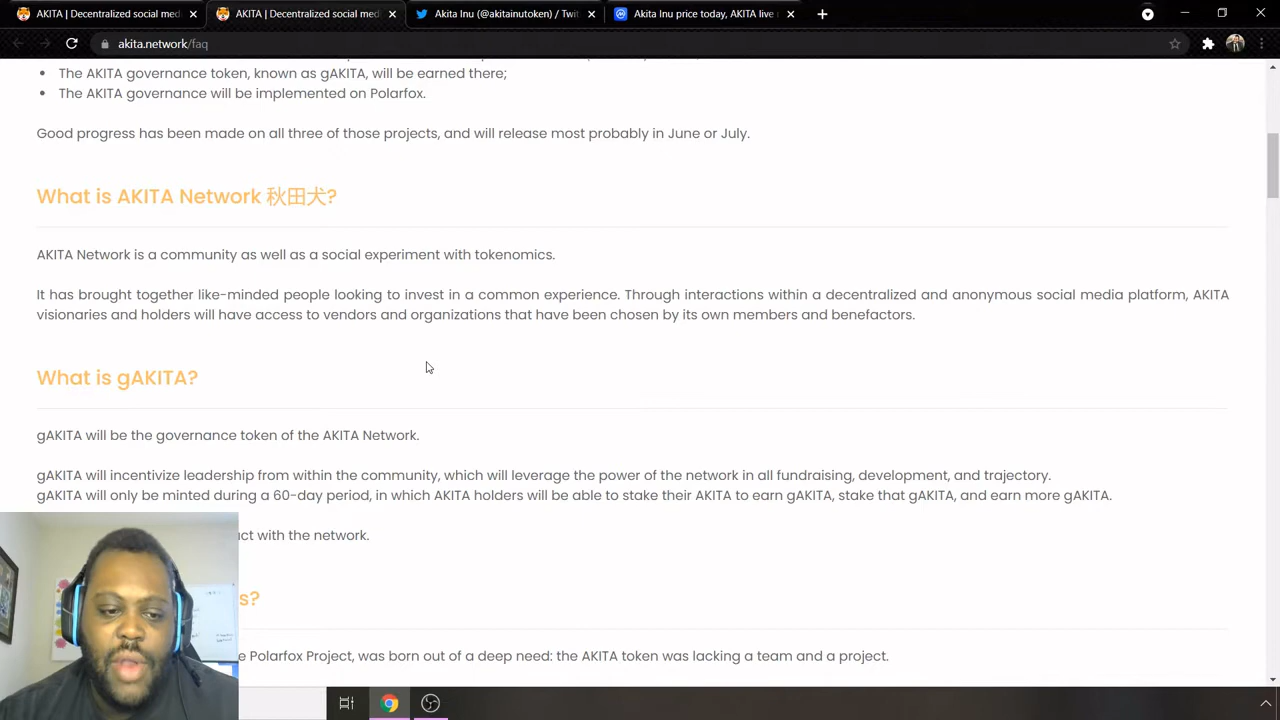 AKITA | Decentralized social med
AKITA | Decentralized social med
Akita Inu (@akitainutoken) / Twit
Akita Inu price today, AKITA live
akita.network/faq
The AKITA governance token, known as gAKITA, will be earned there;
The AKITA governance will be implemented on Polarfox.
Good progress has been made on all three of those projects, and will release most probably in June or July.
What is AKITA Network 秋田犬?
AKITA Network is a community as well as a social experiment with tokenomics.
It has brought together like-minded people looking to invest in a common experience. Through interactions within a decentralized and anonymous social media platform, AKITA
visionaries and holders will have access to vendors and organizations that have been chosen by its own members and benefactors.
What is gAKITA?
gAKITA will be the governance token of the AKITA Network.
gAKITA will incentivize leadership from within the community, which will leverage the power of the network in all fundraising, development, and trajectory.
gAKITA will only be minted during a 60-day period, in which AKITA holders will be able to stake their AKITA to earn gAKITA, stake that gAKITA, and earn more gAKITA.
with the network.
s?
Polarfox Project, was born out of a deep need: the AKITA token was lacking a team and a project.